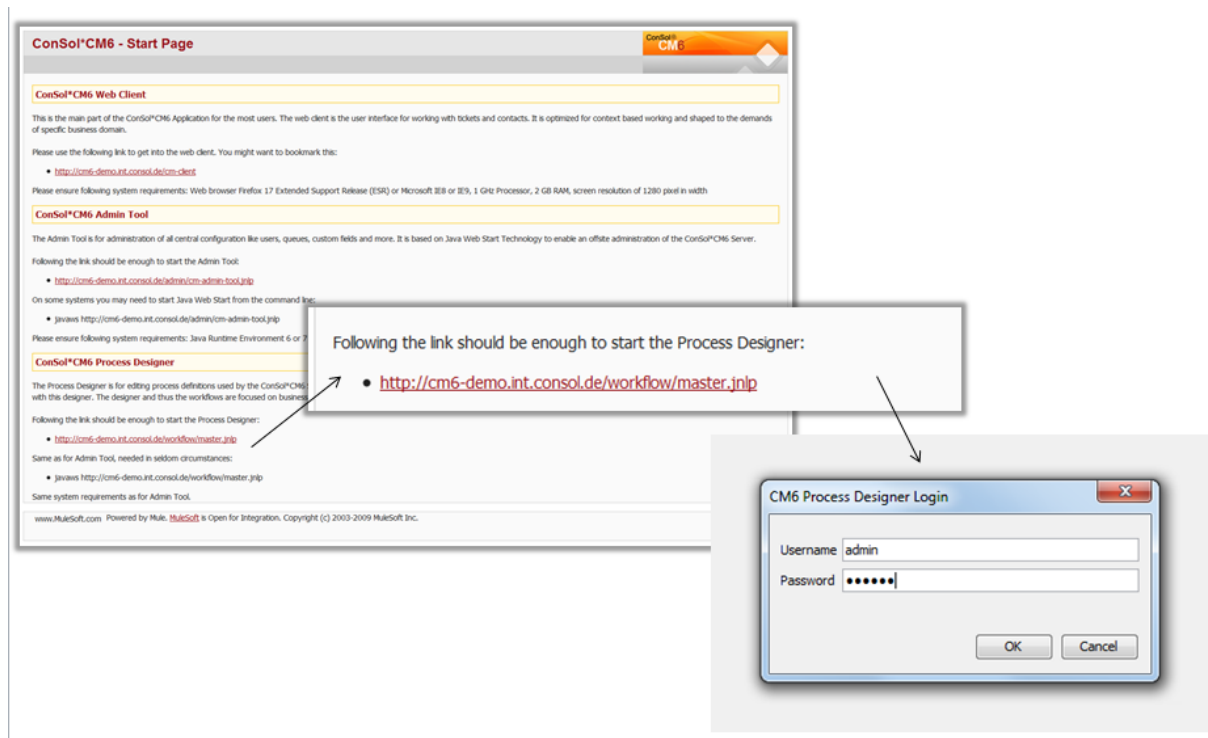 ConSol*CM6 - Start Page
ConSol®
CM6
ConSol*CM6 Web Client
This is the main part of the ConSol*CM6 Application for the most users. The web client is the user interface for working with tickets and contacts. It is optimized for context based working and shaped to the demands
of specific business domain.
Please use the following link to get into the web client. You might want to bookmark this:
• http://cm6-demo.int.consol.de/cm-client
Please ensure following system requirements: Web browser Firefox 17 Extended Support Release (ESR) or Microsoft IE8 or IE9, 1 GHz Processor, 2 GB RAM, screen resolution of 1280 pixel in width
ConSol*CM6 Admin Tool
The Admin Tool is for administration of all central configuration like users, queues, custom fields and more. It is based on Java Web Start Technology to enable an offsite administration of the ConSol*CM6 Server.
Following the link should be enough to start the Admin Tool:
• http://cm6-demo.int.consol.de/admin/cm-admin-tool.jnlp
On some systems you may need to start Java Web Start from the command line:
• javaws http://cm6-demo.int.consol.de/admin/cm-admin-tool.jnlp
Please ensure following system requirements: Java Runtime Environment 6 or 7
ConSol*CM6 Process Designer
The Process Designer is for editing process definitions used by the ConSol*CM6
with this designer. The designer and thus the workflows are focused on business
Following the link should be enough to start the Process Designer:
• http://cm6-demo.int.consol.de/workflow/master.jnlp
Same as for Admin Tool, needed in seldom circumstances:
• javaws http://cm6-demo.int.consol.de/workflow/master.jnlp
Same system requirements as for Admin Tool.
www.MuleSoft.com Powered by Mule. MuleSoft is Open for Integration. Copyright (c) 2003-2009 MuleSoft Inc.
Following the link should be enough to start the Process Designer:
• http://cm6-demo.int.consol.de/workflow/master.jnlp
CM6 Process Designer Login
Username admin
Password ••••••
OK Cancel